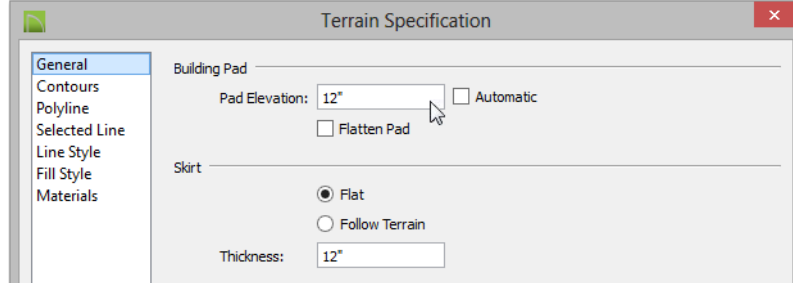 Terrain Specification
General
Contours
Polyline
Selected Line
Line Style
Fill Style
Materials
Building Pad
Pad Elevation: 12" Automatic
Flatten Pad
Skirt
Flat
Follow Terrain
Thickness: 12"